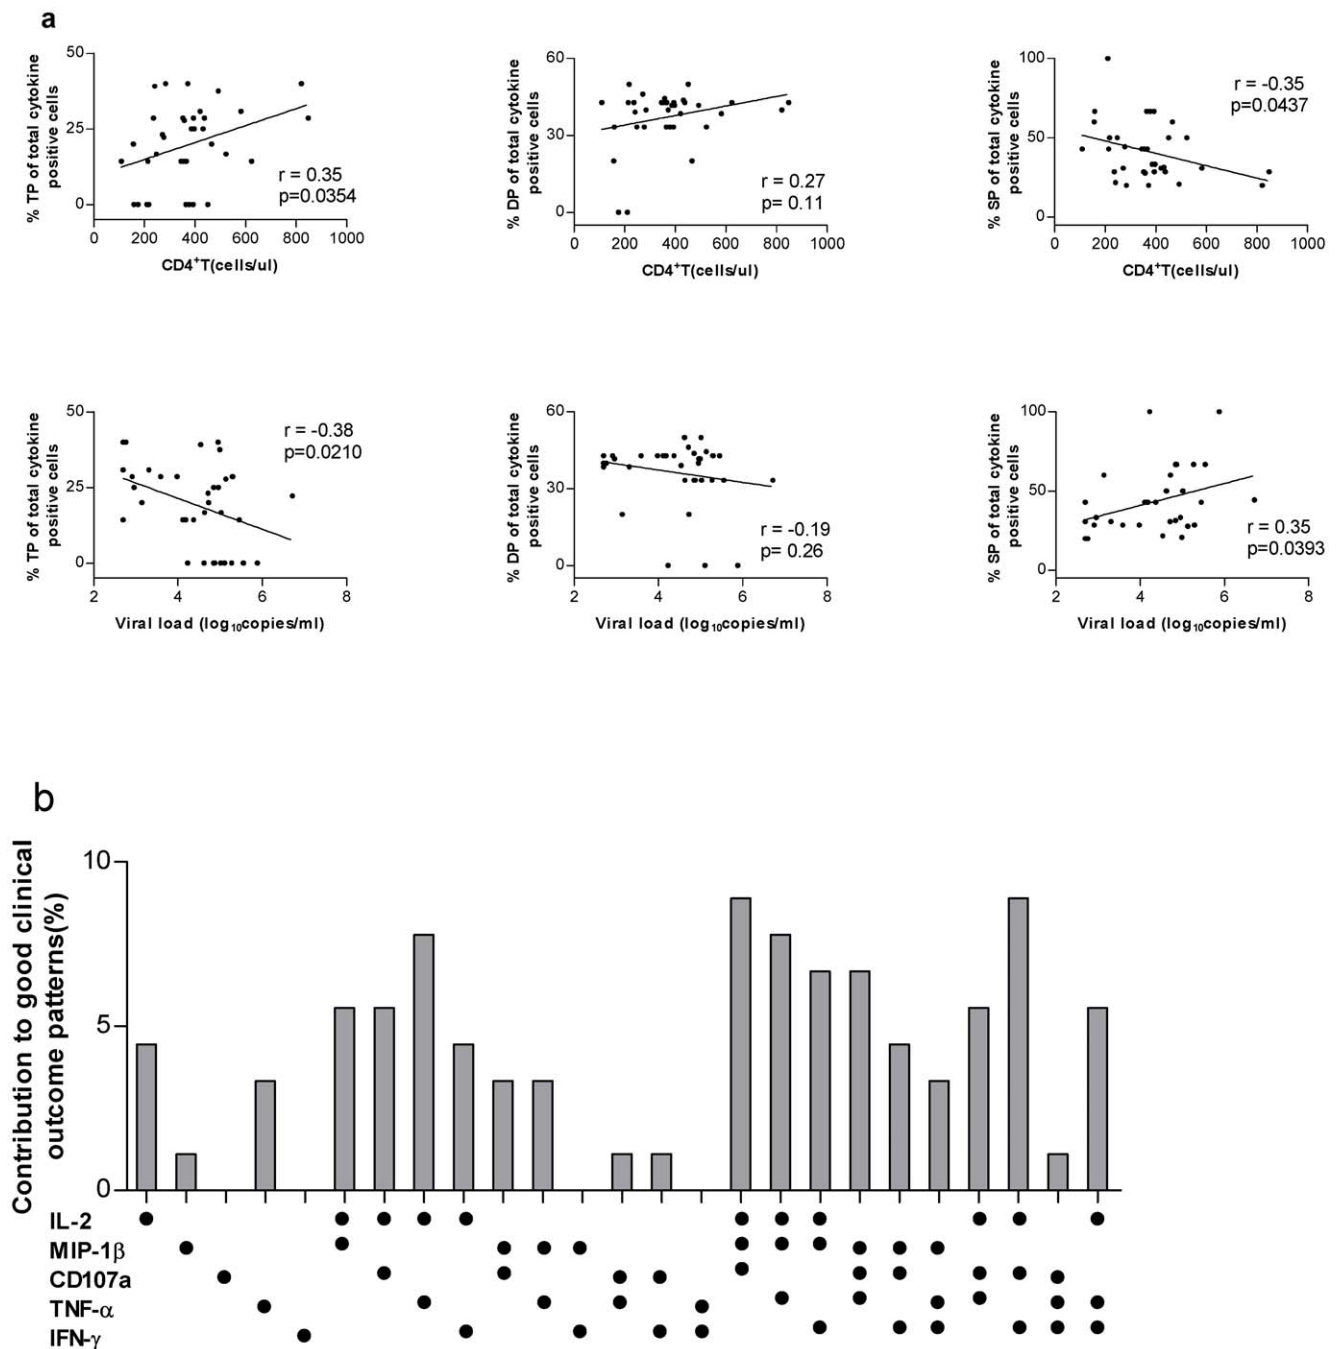 a
% TP of total cytokine
positive cells
50
25
0
0 200 400 600 800 1000
CD4+T(cells/ul)
r = 0.35
p=0.0354
% DP of total cytokine
positive cells
60
30
0
0 200 400 600 800 1000
CD4+T(cells/ul)
r = 0.27
p= 0.11
% SP of total cytokine
positive cells
100
50
0
0 200 400 600 800 1000
CD4+T(cells/ul)
r = -0.35
p=0.0437
% TP of total cytokine
positive cells
50
25
0
2 4 6 8
Viral load (log10copies/ml)
r = -0.38
p=0.0210
% DP of total cytokine
positive cells
60
30
0
2 4 6 8
Viral load (log10copies/ml)
r = -0.19
p= 0.26
% SP of total cytokine
positive cells
100
50
0
2 4 6 8
Viral load (log10copies/ml)
r = 0.35
p=0.0393
b
Contribution to good clinical
outcome patterns(%)
10
5
0
IL-2
MIP-1β
CD107a
TNF-α
IFN-γ